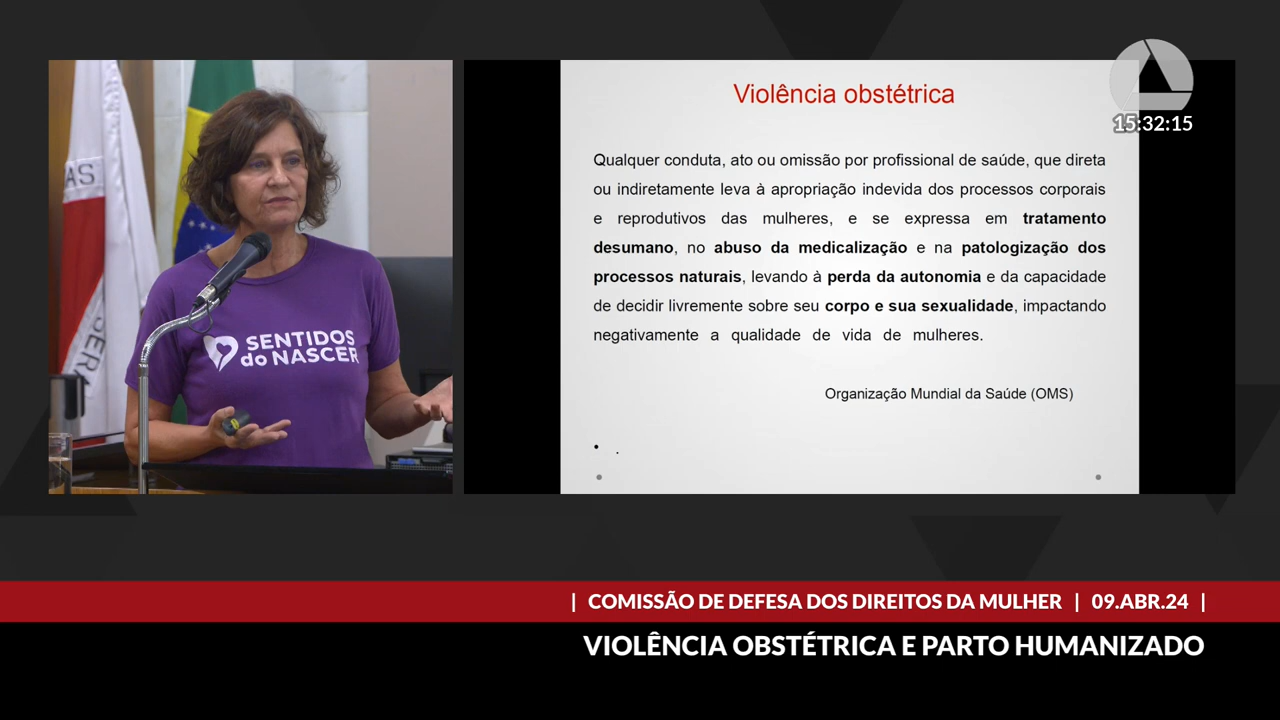 AS
SER
SENTIDOS
do NASCER
Violência obstétrica
15:32:15
Qualquer conduta, ato ou omissão por profissional de saúde, que direta
ou indiretamente leva à apropriação indevida dos processos corporais
e reprodutivos das mulheres, e se expressa em tratamento
desumano, no abuso da medicalização e na patologização dos
processos naturais, levando à perda da autonomia e da capacidade
de decidir livremente sobre seu corpo e sua sexualidade, impactando
negativamente a qualidade de vida de mulheres.
Organização Mundial da Saúde (OMS)
• .
| COMISSÃO DE DEFESA DOS DIREITOS DA MULHER | 09.ABR.24 |
VIOLÊNCIA OBSTÉTRICA E PARTO HUMANIZADO